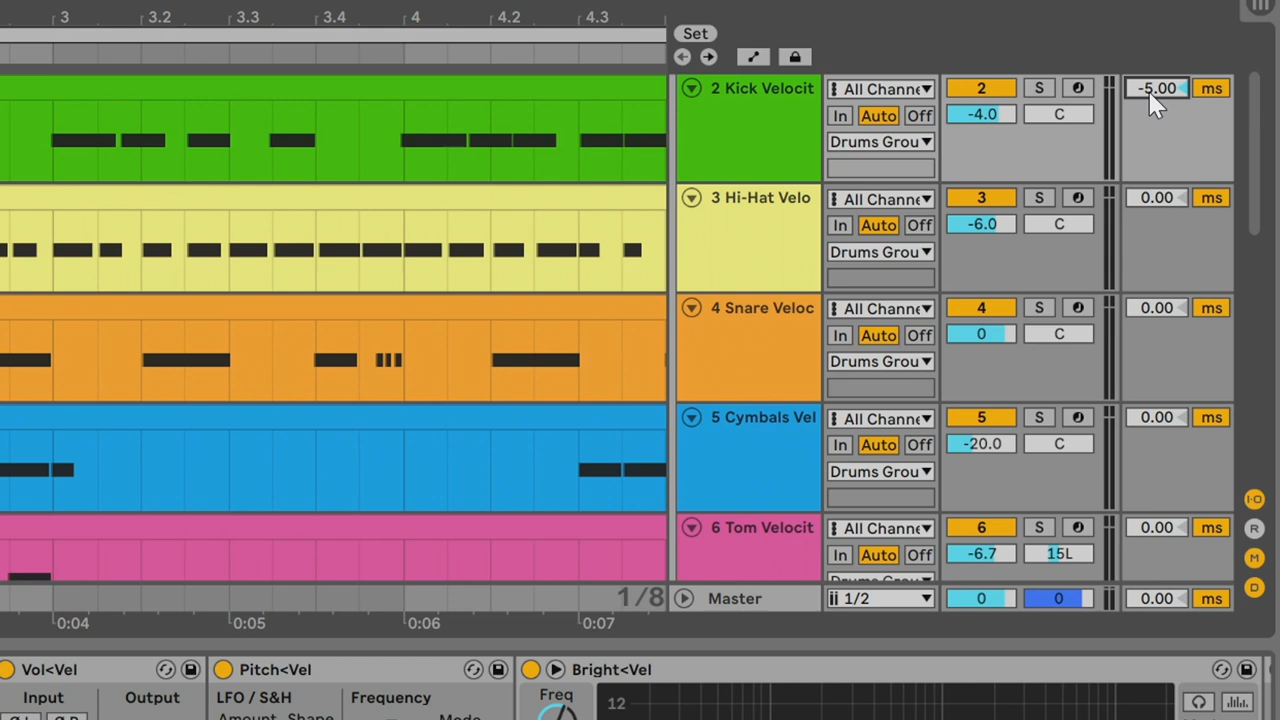 3 3.2 3.3 3.4 4 4.2 4.3
Set
2 Kick Velocit All Channe▼ 2 S -5.00 ms
In Auto Off -4.0 C
Drums Grou▼
3 Hi-Hat Velo All Channe▼ 3 S 0.00 ms
In Auto Off -6.0 C
Drums Grou▼
4 Snare Veloc All Channe▼ 4 S 0.00 ms
In Auto Off 0 C
Drums Grou▼
5 Cymbals Vel All Channe▼ 5 S 0.00 ms
In Auto Off -20.0 C
Drums Grou▼
I·O
6 Tom Velocit All Channe▼ 6 S 0.00 ms R
In Auto Off -6.7 15L M
Drums Grou▼
D
1/8 Master 1/2 ▼ 0 0 0.00 ms
0:04 0:05 0:06 0:07
Vol<Vel Pitch<Vel Bright<Vel
Input Output LFO / S&H Frequency Freq 12
Amount Shape Mode